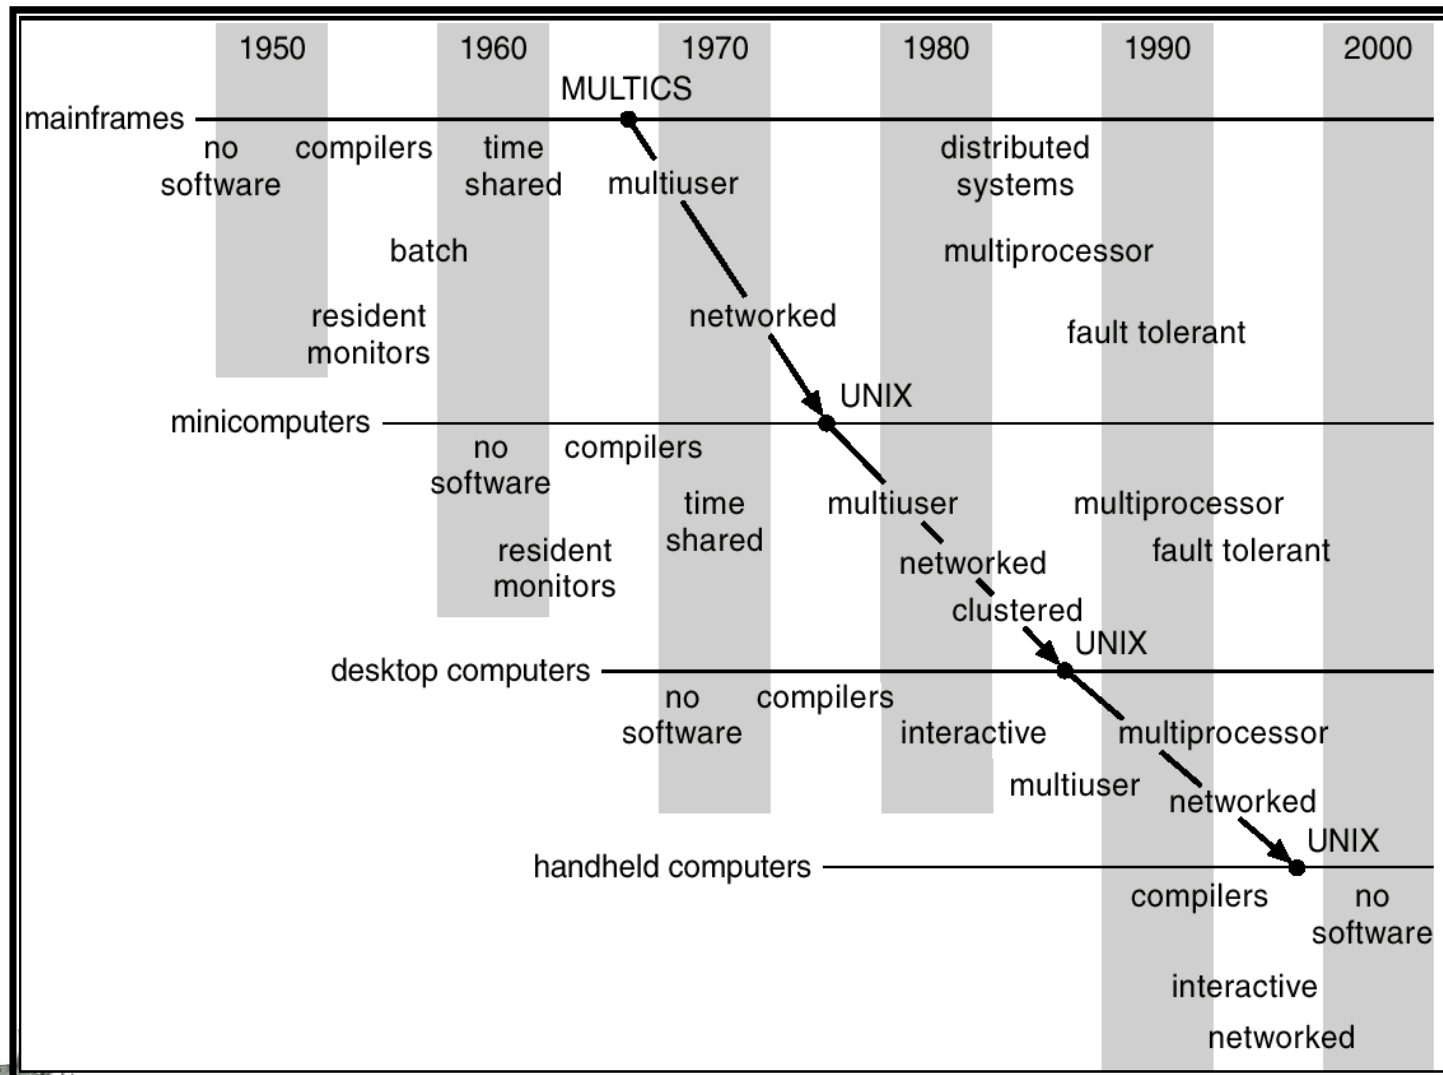 1950 1960 1970 1980 1990 2000
MULTICS
mainframes
no compilers time distributed
software shared multiuser systems
batch multiprocessor
resident networked fault tolerant
monitors
UNIX
minicomputers
no compilers
software
time multiuser multiprocessor
shared
resident networked fault tolerant
monitors
clustered
UNIX
desktop computers
no compilers
software interactive multiprocessor
multiuser
networked
UNIX
handheld computers
compilers no
software
interactive
networked